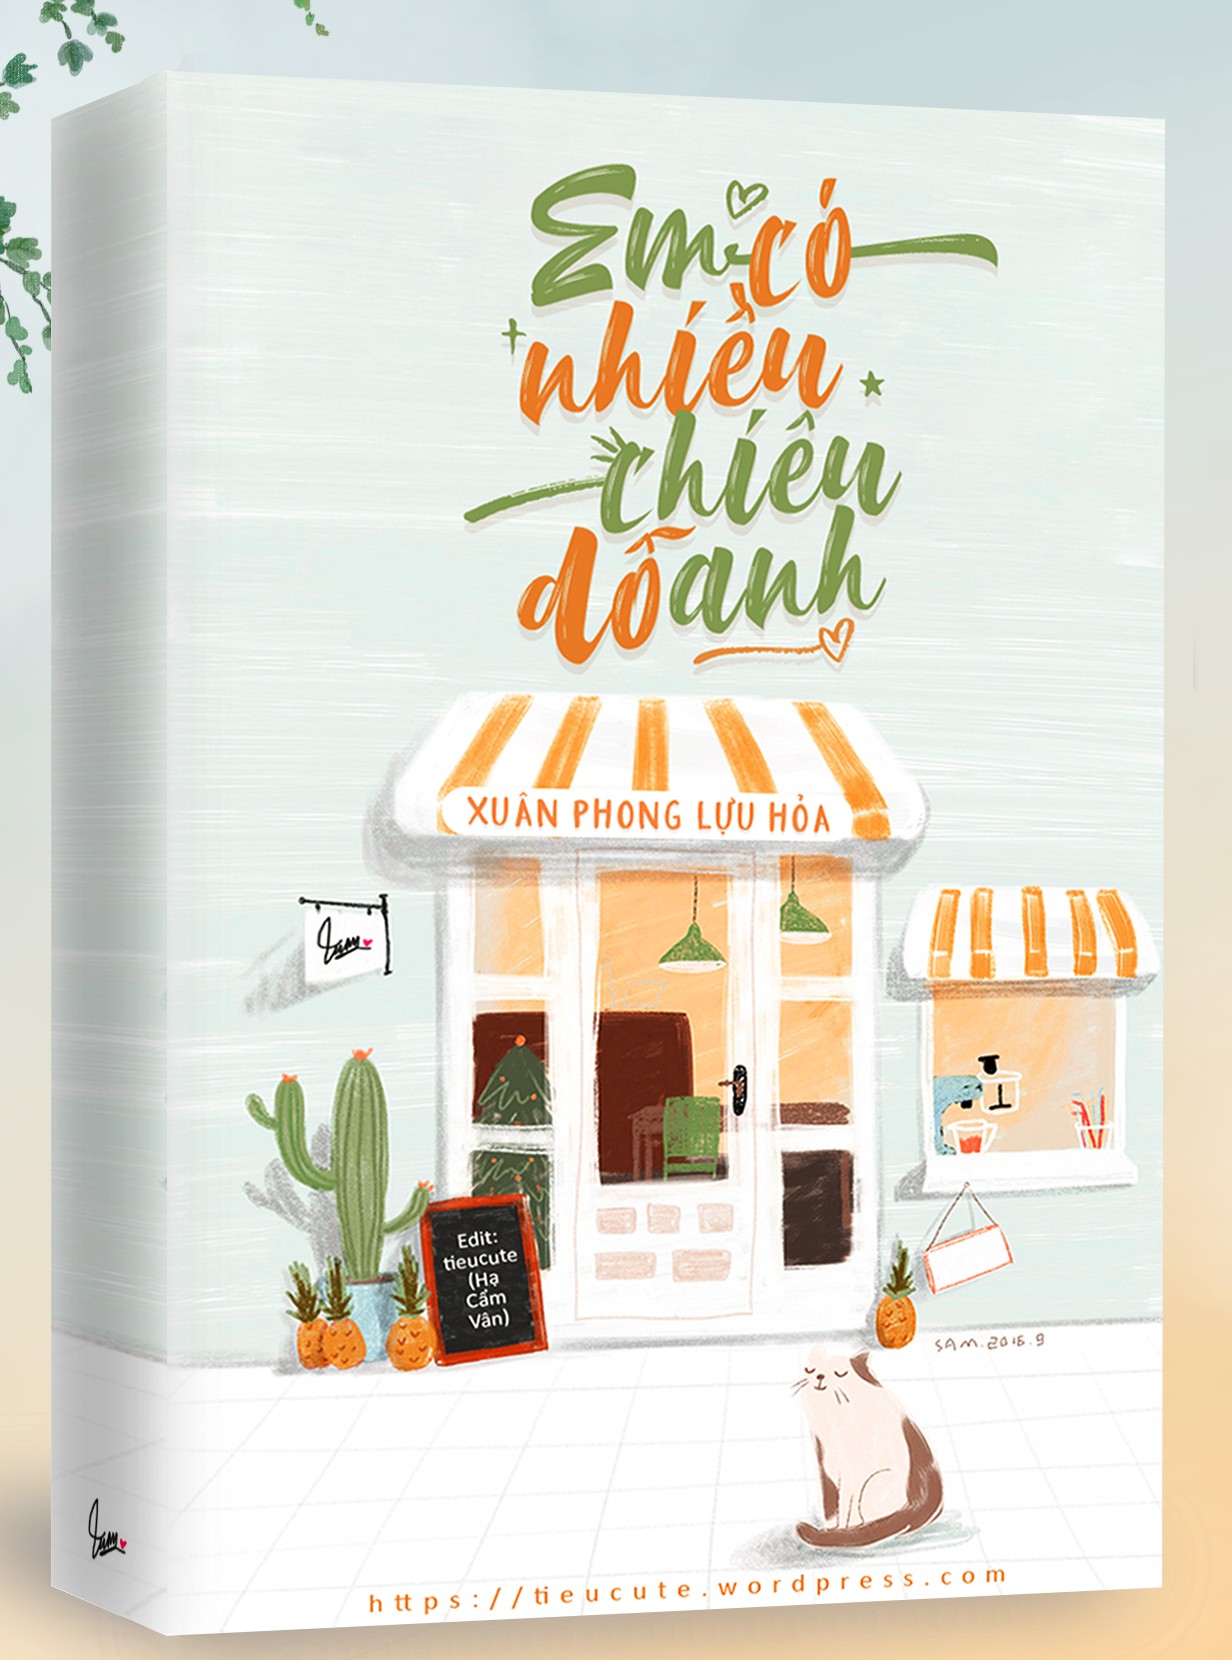 Em có
nhiều
chiêu
dỗ anh
XUÂN PHONG LỰU HỎA
Edit:
tieucute
(Hạ
Cẩm
Vân)
SAM.2016.9
https://tieucute.wordpress.com